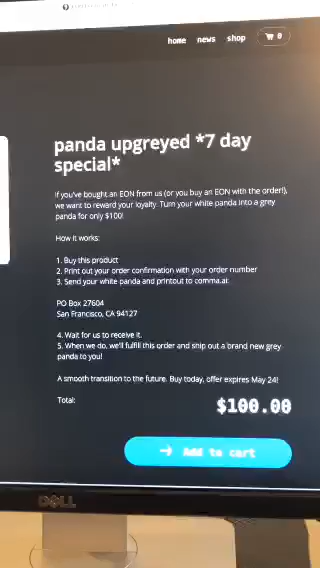 home news shop 0
panda upgreyed *7 day
special*
If you've bought an EON from us (or you buy an EON with the order!),
we want to reward your loyalty. Turn your white panda into a grey
panda for only $100!
How it works:
1. Buy this product
2. Print out your order confirmation with your order number
3. Send your white panda and printout to comma.ai:
PO Box 27604
San Francisco, CA 94127
4. Wait for us to receive it.
5. When we do, we'll fulfill this order and ship out a brand new grey
panda to you!
A smooth transition to the future. Buy today, offer expires May 24!
Total: $100.00
Add to cart
DELL